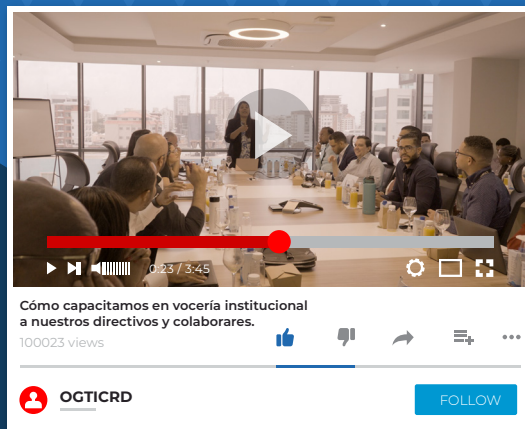 0:23 / 3:45
Cómo capacitamos en vocería institucional
a nuestros directivos y colaborares.
100023 views
OGTICRD
FOLLOW